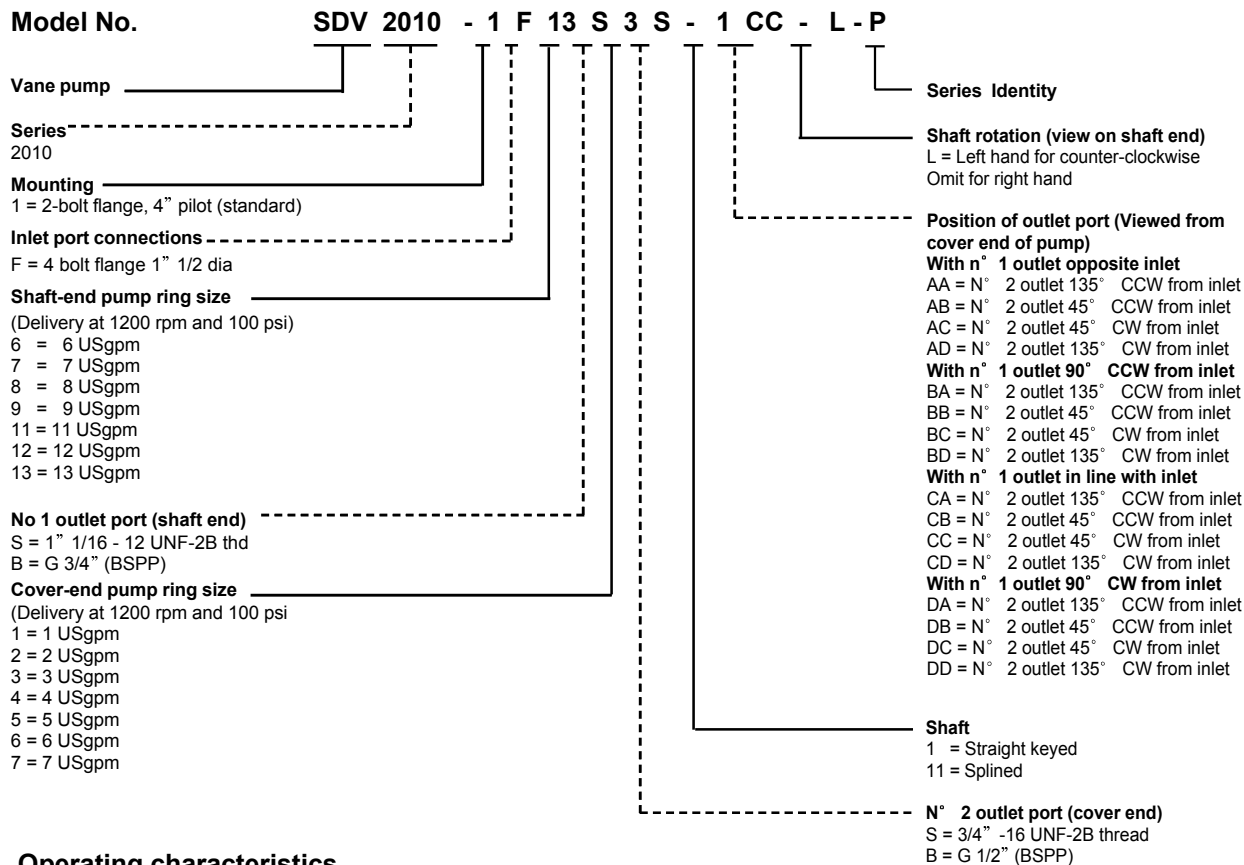 Model No. SDV 2010 - 1 F 13 S 3 S - 1 CC - L - P
Vane pump
Series
2010
Mounting
1 = 2-bolt flange, 4” pilot (standard)
Inlet port connections
F = 4 bolt flange 1” 1/2 dia
Shaft-end pump ring size
(Delivery at 1200 rpm and 100 psi)
6 = 6 USgpm
7 = 7 USgpm
8 = 8 USgpm
9 = 9 USgpm
11 = 11 USgpm
12 = 12 USgpm
13 = 13 USgpm
No 1 outlet port (shaft end)
S = 1” 1/16 - 12 UNF-2B thd
B = G 3/4” (BSPP)
Cover-end pump ring size
(Delivery at 1200 rpm and 100 psi
1 = 1 USgpm
2 = 2 USgpm
3 = 3 USgpm
4 = 4 USgpm
5 = 5 USgpm
6 = 6 USgpm
7 = 7 USgpm
Series Identity
Shaft rotation (view on shaft end)
L = Left hand for counter-clockwise
Omit for right hand
Position of outlet port (Viewed from
cover end of pump)
With n° 1 outlet opposite inlet
AA = N° 2 outlet 135° CCW from inlet
AB = N° 2 outlet 45° CCW from inlet
AC = N° 2 outlet 45° CW from inlet
AD = N° 2 outlet 135° CW from inlet
With n° 1 outlet 90° CCW from inlet
BA = N° 2 outlet 135° CCW from inlet
BB = N° 2 outlet 45° CCW from inlet
BC = N° 2 outlet 45° CW from inlet
BD = N° 2 outlet 135° CW from inlet
With n° 1 outlet in line with inlet
CA = N° 2 outlet 135° CCW from inlet
CB = N° 2 outlet 45° CCW from inlet
CC = N° 2 outlet 45° CW from inlet
CD = N° 2 outlet 135° CW from inlet
With n° 1 outlet 90° CW from inlet
DA = N° 2 outlet 135° CCW from inlet
DB = N° 2 outlet 45° CCW from inlet
DC = N° 2 outlet 45° CW from inlet
DD = N° 2 outlet 135° CW from inlet
Shaft
1 = Straight keyed
11 = Splined
N° 2 outlet port (cover end)
S = 3/4” -16 UNF-2B thread
B = G 1/2” (BSPP)
Operating characteristics